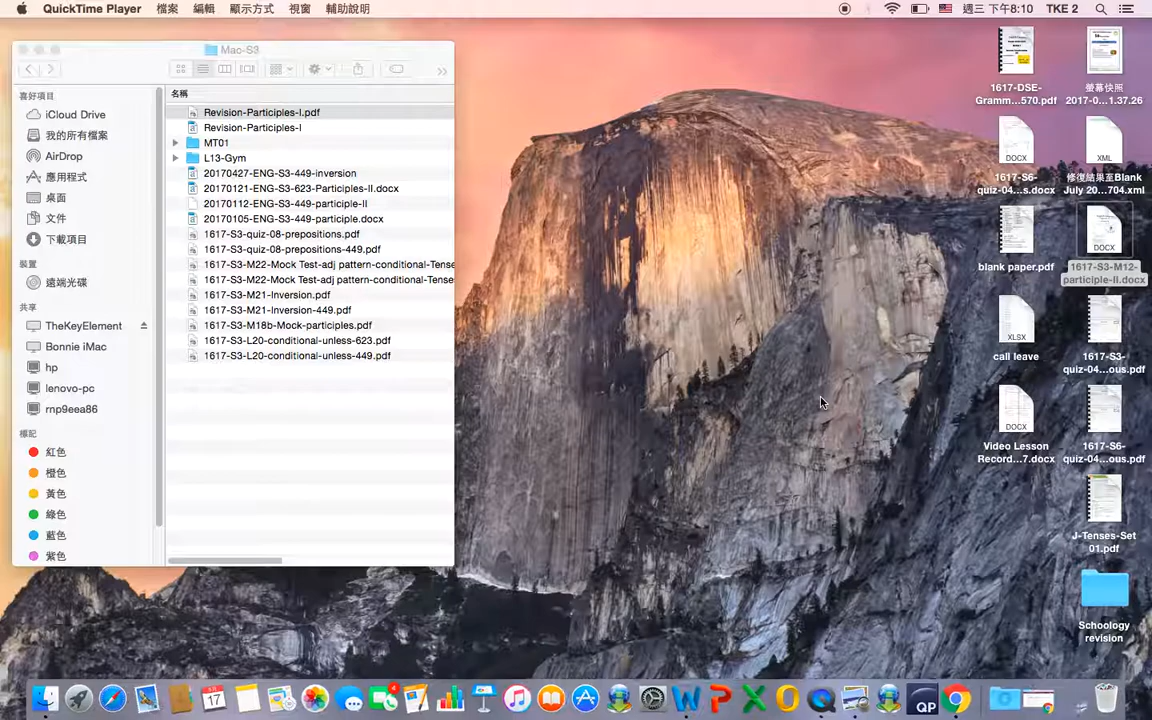 QuickTime Player 檔案 編輯 顯示方式 視窗 輔助說明
週三 下午8:10 TKE 2
Mac-S3
喜好項目
iCloud Drive
我的所有檔案
AirDrop
應用程式
桌面
文件
下載項目
裝置
遠端光碟
共享
TheKeyElement
Bonnie iMac
hp
lenovo-pc
rnp9eea86
標記
紅色
橙色
黃色
綠色
藍色
紫色
名稱
Revision-Participles-I.pdf
Revision-Participles-I
MT01
L13-Gym
20170427-ENG-S3-449-inversion
20170121-ENG-S3-623-Participles-II.docx
20170112-ENG-S3-449-participle-II
20170105-ENG-S3-449-participle.docx
1617-S3-quiz-08-prepositions.pdf
1617-S3-quiz-08-prepositions-449.pdf
1617-S3-M22-Mock Test-adj pattern-conditional-Tense
1617-S3-M22-Mock Test-adj pattern-conditional-Tense
1617-S3-M21-Inversion.pdf
1617-S3-M21-Inversion-449.pdf
1617-S3-M18b-Mock-participles.pdf
1617-S3-L20-conditional-unless-623.pdf
1617-S3-L20-conditional-unless-449.pdf
1617-DSE-
Gramm...570.pdf
螢幕快照
2017-0...1.37.26
DOCX
1617-S6-
quiz-04...s.docx
XML
修復結果至Blank
July 20...704.xml
blank paper.pdf
DOCX
1617-S3-M12-
participle-II.docx
XLSX
call leave
1617-S3-
quiz-04...ous.pdf
DOCX
Video Lesson
Record...7.docx
1617-S6-
quiz-04...ous.pdf
J-Tenses-Set
01.pdf
Schoology
revision
17
4
QP